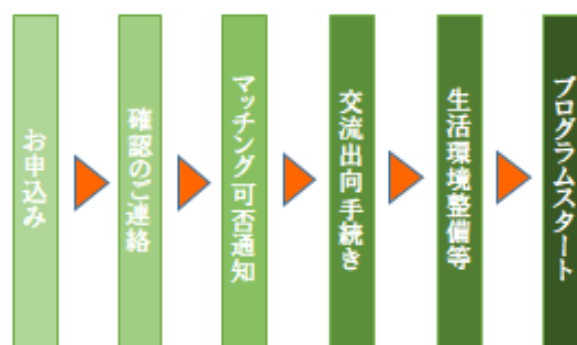 お申込み
確認のご連絡
マッチング可否通知
交流出向手続き
生活環境整備等
プログラムスタート